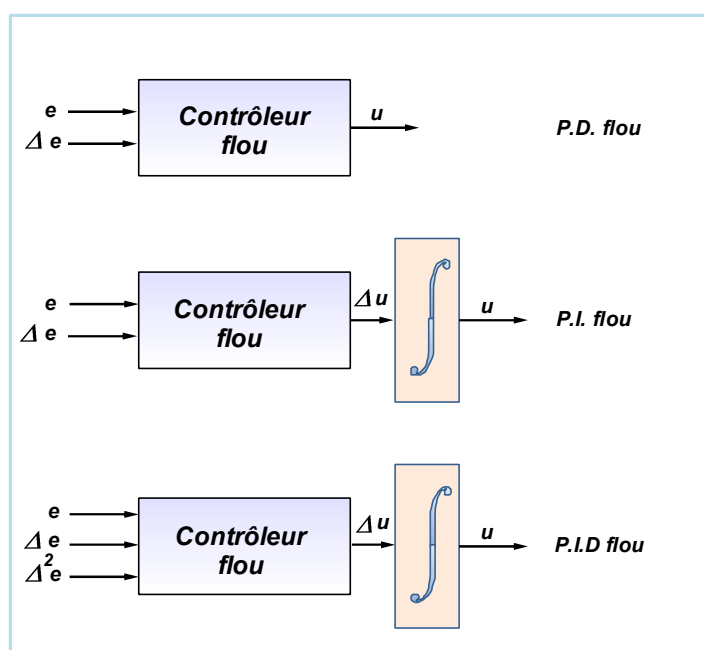 e
Δ e
Contrôleur
flou
u
P.D. flou
e
Δ e
Contrôleur
flou
Δ u
u
P.I. flou
e
Δ e
Δ² e
Contrôleur
flou
Δ u
u
P.I.D flou